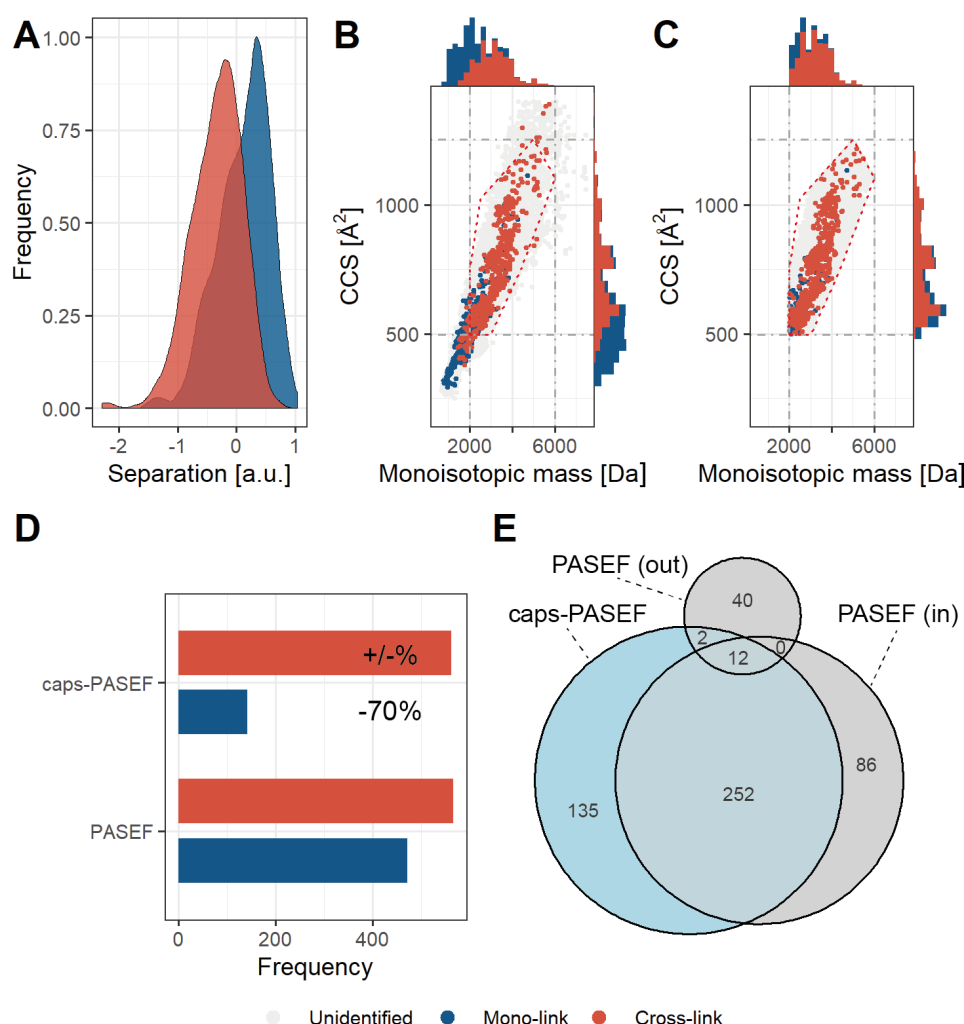 A
B
C
1.00
0.75
0.50
0.25
0.00
Frequency
-2 -1 0 1
Separation [a.u.]
1000
500
CCS [Å²]
2000 6000
Monoisotopic mass [Da]
1000
500
CCS [Å²]
2000 6000
Monoisotopic mass [Da]
D
caps-PASEF
PASEF
+/-%
-70%
0 200 400
Frequency
E
PASEF (out)
caps-PASEF
PASEF (in)
40
2
0
12
86
252
135
Unidentified Mono-link Cross-link